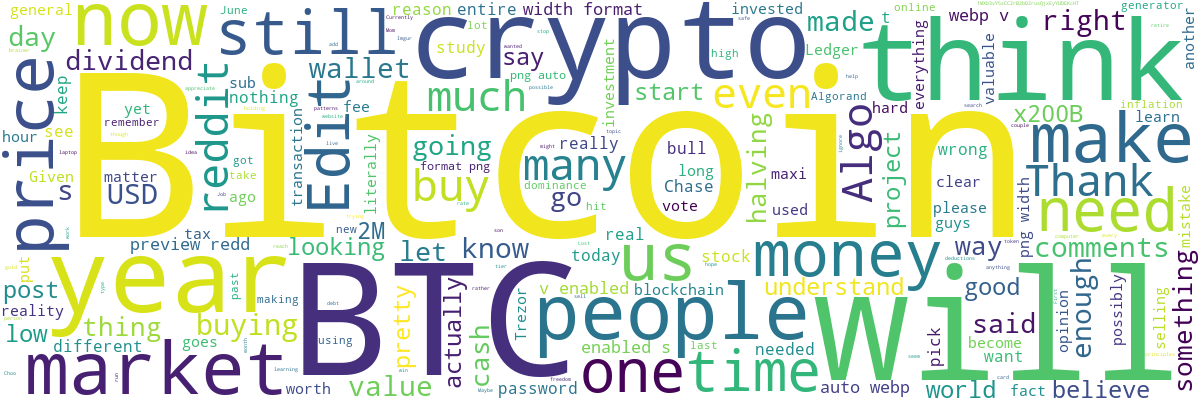 general
June
reason
entire
width format
invested
made
t
online
generator
now
still
crypto
lot
study
say
Ledger
webp v
right
another
day
dividend
wallet
sub
nothing
high
png auto
investment
everything
valuable
think
price
keep
reddit
Edit
fee
much
start
even
Algorand
hard
x200B
inflation
learn
hour
see
yet
remember
Bitcoin
transaction
literally
going
many
really
bull
long
halving
maxi
Algo
project
wrong
make
Given
s
matter
USD
got
take
ago
format png
buy
dominance
go
Chase
vote
used
clear
please
guys
Thank
need
tax
preview redd
2M
new
looking
let
know
hit
real
today
us
stock
money
way
png width
comments
mistake
put
year
past
making
v enabled
blockchain
understand
good
enough
something
post
reality
low
thing
different
goes
buying
BTC
using
debt
pretty
actually
cash
Trezor
people
needed
will
said
become
want
pick
opinion
possibly
selling
market
worth
value
password
enabled s
one
time
last
auto webp
world
fact
believe